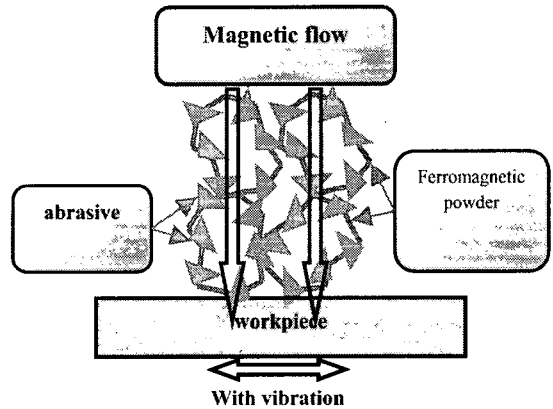 Magnetic flow
abrasive
Ferromagnetic
powder
workpiece
With vibration